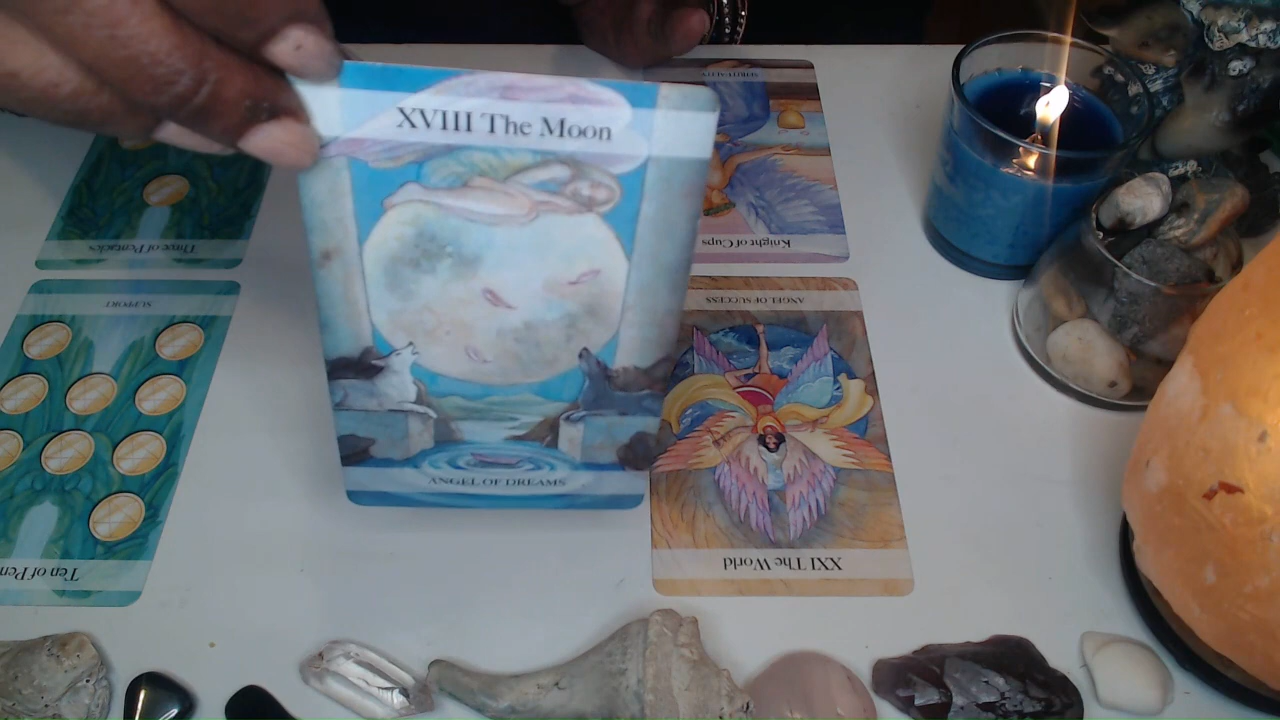 XVIII The Moon
ANGEL OF DREAMS
SPIRITUALITY
Knight of Cups
ANGEL OF SUCCESS
XXI The World
Three of Pentacles
SUPPORT
Ten of Pen